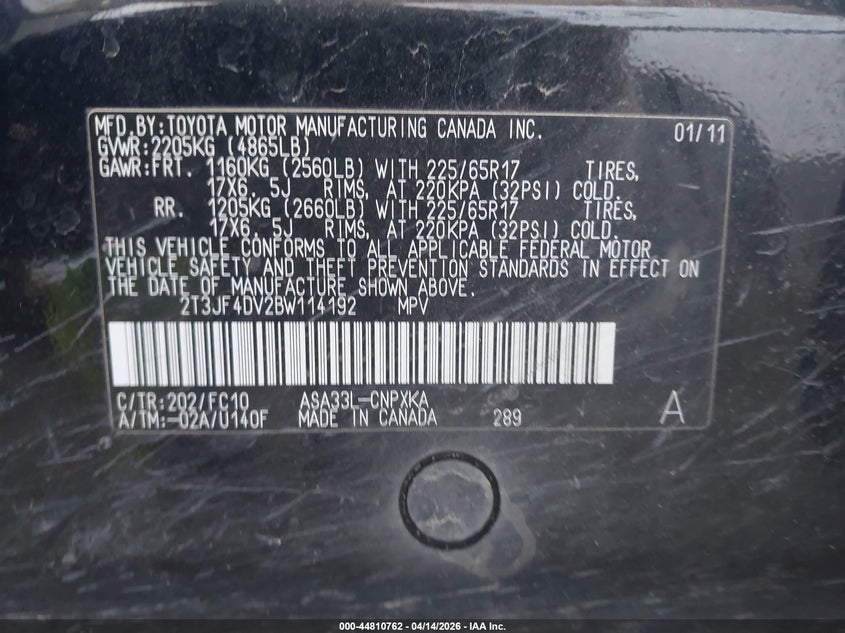 MFD.BY:TOYOTA MOTOR MANUFACTURING CANADA INC. 01/11
GVWR:2205KG (4865LB)
GAWR:FRT. 1160KG (2560LB) WITH 225/65R17 TIRES,
17X6. 5J RIMS, AT 220KPA (32PSI) COLD.
RR. 1205KG (2660LB) WITH 225/65R17 TIRES,
17X6. 5J RIMS, AT 220KPA (32PSI) COLD.
THIS VEHICLE CONFORMS TO ALL APPLICABLE FEDERAL MOTOR
VEHICLE SAFETY AND THEFT PREVENTION STANDARDS IN EFFECT ON
THE DATE OF MANUFACTURE SHOWN ABOVE.
2T3JF4DV2BW114192 MPV
C/TR:202/FC10 ASA33L-CNPXKA
A/TM:-02A/U140F MADE IN CANADA 289 A
000-44810762 | 04/14/2026 - IAA Inc.